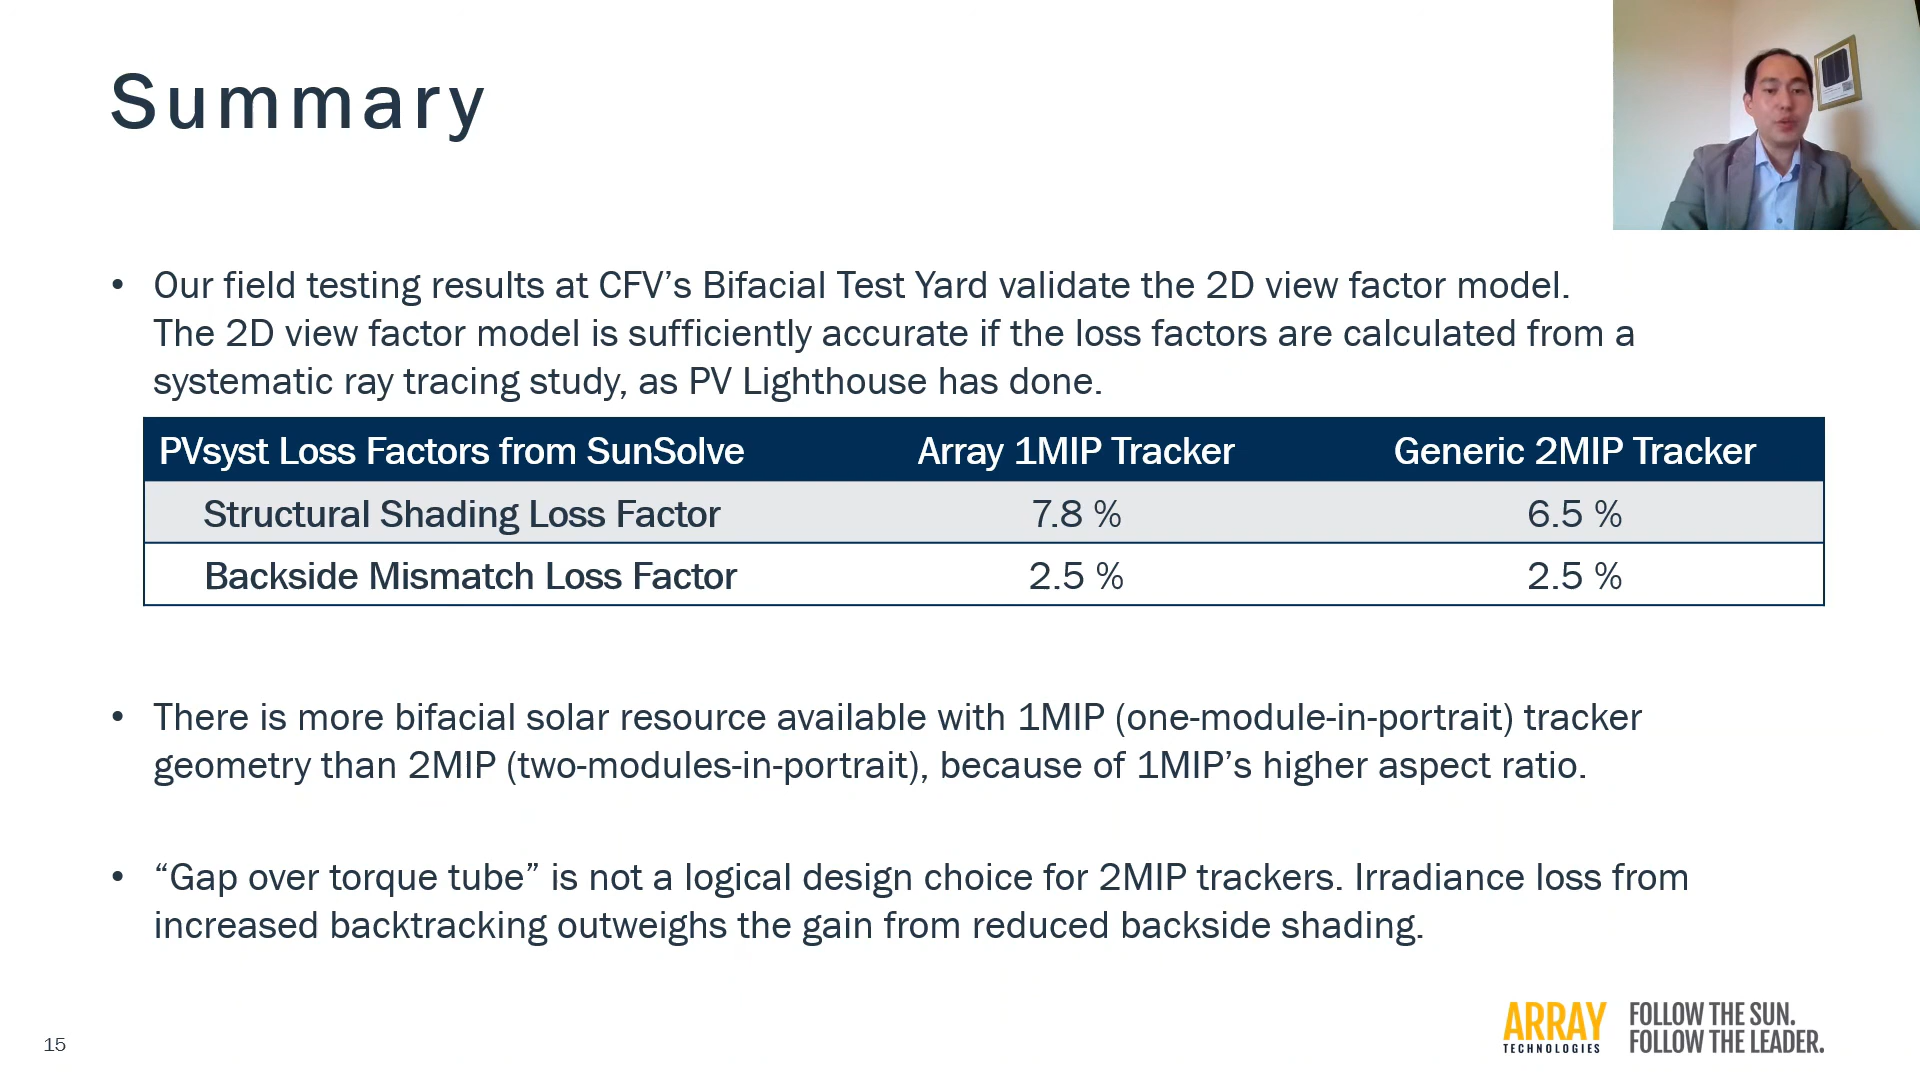 Summary
• Our field testing results at CFV’s Bifacial Test Yard validate the 2D view factor model.
The 2D view factor model is sufficiently accurate if the loss factors are calculated from a
systematic ray tracing study, as PV Lighthouse has done.
PVsyst Loss Factors from SunSolve Array 1MIP Tracker Generic 2MIP Tracker
Structural Shading Loss Factor 7.8 % 6.5 %
Backside Mismatch Loss Factor 2.5 % 2.5 %
• There is more bifacial solar resource available with 1MIP (one-module-in-portrait) tracker
geometry than 2MIP (two-modules-in-portrait), because of 1MIP’s higher aspect ratio.
• “Gap over torque tube” is not a logical design choice for 2MIP trackers. Irradiance loss from
increased backtracking outweighs the gain from reduced backside shading.
15
ARRAY
TECHNOLOGIES
FOLLOW THE SUN.
FOLLOW THE LEADER.